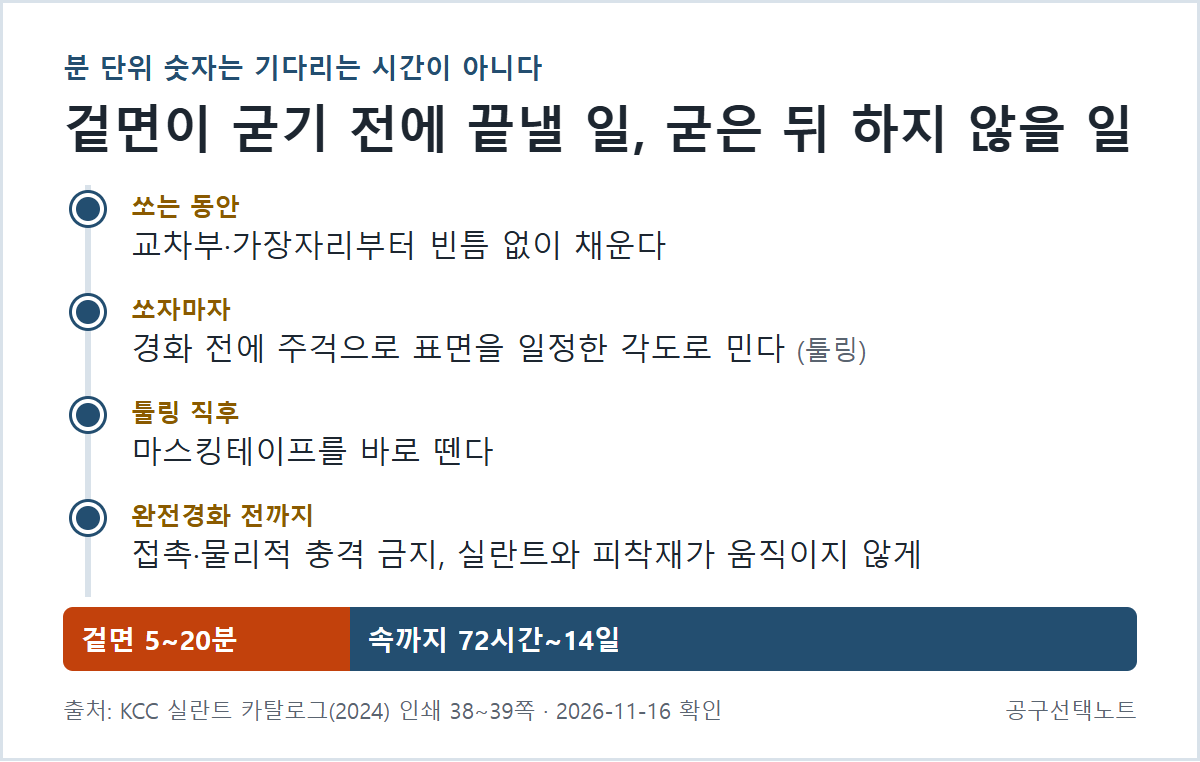 분 단위 숫자는 기다리는 시간이 아니다
겉면이 굳기 전에 끝낼 일, 굳은 뒤 하지 않을 일
쏘는 동안
교차부·가장자리부터 빈틈 없이 채운다
쏘자마자
경화 전에 주걱으로 표면을 일정한 각도로 민다 (툴링)
툴링 직후
마스킹테이프를 바로 뗀다
완전경화 전까지
접촉·물리적 충격 금지, 실란트와 피착재가 움직이지 않게
겉면 5~20분
속까지 72시간~14일
출처: KCC 실란트 카탈로그(2024) 인쇄 38~39쪽 · 2026-11-16 확인
공구선택노트